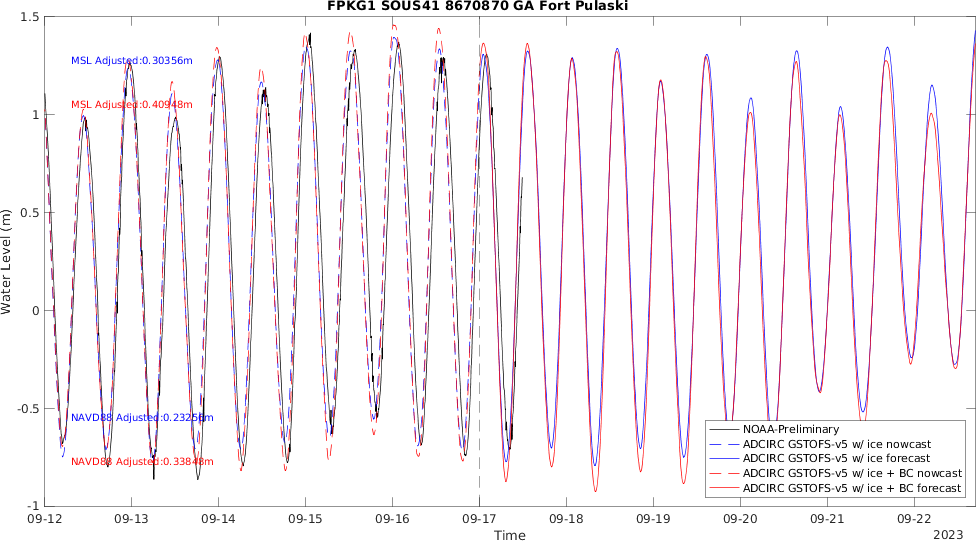 FPKG1 SOUS41 8670870 GA Fort Pulaski
1.5
MSL Adjusted:0.30356m
MSL Adjusted:0.40948m
1
0.5
Water Level (m)
0
-0.5
NAVD88 Adjusted:0.23256m
NAVD88 Adjusted:0.33848m
NOAA-Preliminary
ADCIRC GSTOFS-v5 w/ ice nowcast
ADCIRC GSTOFS-v5 w/ ice forecast
ADCIRC GSTOFS-v5 w/ ice + BC nowcast
ADCIRC GSTOFS-v5 w/ ice + BC forecast
-1
09-12 09-13 09-14 09-15 09-16 09-17 09-18 09-19 09-20 09-21 09-22
Time
2023